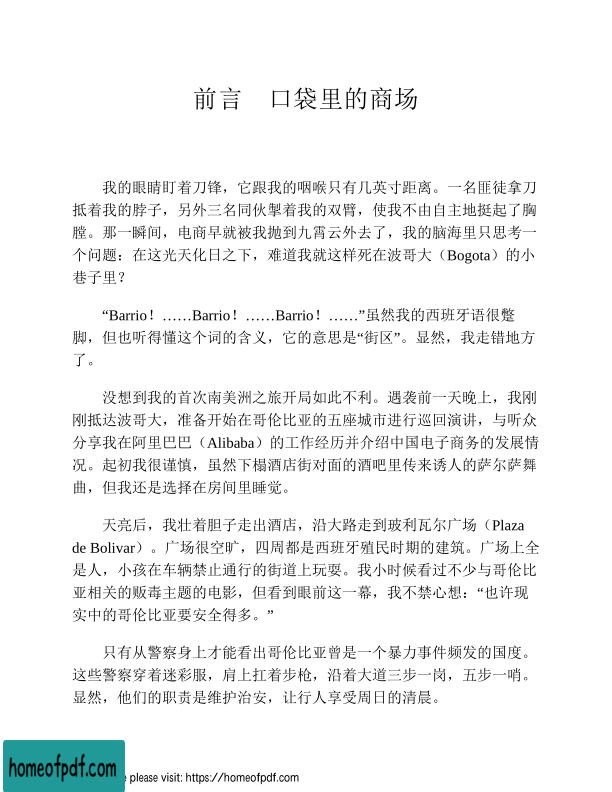 前言　口袋里的商场
我的眼睛盯着刀锋，它跟我的咽喉只有几英寸距离。一名匪徒拿刀
抵着我的脖子，另外三名同伙掣着我的双臂，使我不由自主地挺起了胸
膛。那一瞬间，电商早就被我抛到九霄云外去了，我的脑海里只思考一
个问题：在这光天化日之下，难道我就这样死在波哥大（Bogota）的小
巷子里？
“Barrio！……Barrio！……Barrio！……”虽然我的西班牙语很蹩
脚，但也听得懂这个词的含义，它的意思是“街区”。显然，我走错地方
了。
没想到我的首次南美洲之旅开局如此不利。遇袭前一天晚上，我刚
刚抵达波哥大，准备开始在哥伦比亚的五座城市进行巡回演讲，与听众
分享我在阿里巴巴（Alibaba）的工作经历并介绍中国电子商务的发展情
况。起初我很谨慎，虽然下榻酒店街对面的酒吧里传来诱人的萨尔萨舞
曲，但我还是选择在房间里睡觉。
天亮后，我壮着胆子走出酒店，沿大路走到玻利瓦尔广场（Plaza
de Bolivar）。广场很空旷，四周都是西班牙殖民时期的建筑。广场上全
是人，小孩在车辆禁止通行的街道上玩耍。我小时候看过不少与哥伦比
亚相关的贩毒主题的电影，但看到眼前这一幕，我不禁心想：“也许现
实中的哥伦比亚要安全得多。”
只有从警察身上才能看出哥伦比亚曾是一个暴力事件频发的国度。
这些警察穿着迷彩服，肩上扛着步枪，沿着大道三步一岗，五步一哨。
显然，他们的职责是维护治安，让行人享受周日的清晨。
homeofpdf.com
e please visit: https://homeofpdf.com